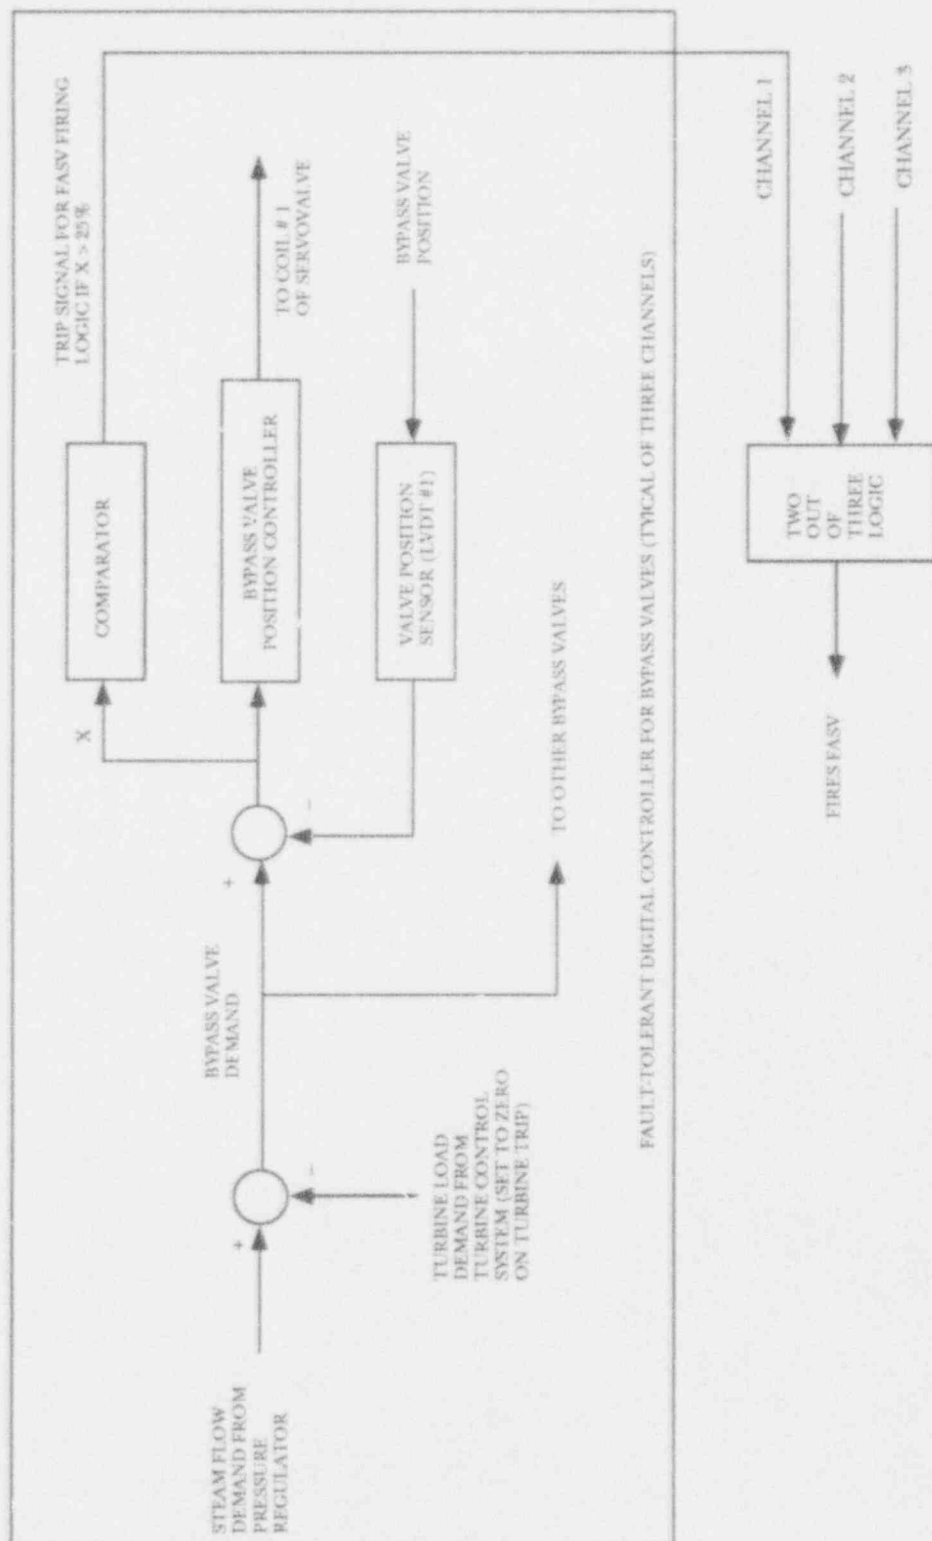 STEAM FLOW
DEMAND FROM
PRESSURE
REGULATOR
+
−
TURBINE LOAD
DEMAND FROM
TURBINE CONTROL
SYSTEM (SET TO ZERO
ON TURBINE TRIP)
BYPASS VALVE
DEMAND
TO OTHER BYPASS VALVES
+
−
X
COMPARATOR
TRIP SIGNAL FOR FASV FIRING
LOGIC IF X > 25%
BYPASS VALVE
POSITION CONTROLLER
TO COIL # 1
OF SERVOVALVE
VALVE POSITION
SENSOR (LVDT #1)
BYPASS VALVE
POSITION
FAULT-TOLERANT DIGITAL CONTROLLER FOR BYPASS VALVES (TYICAL OF THREE CHANNELS)
CHANNEL 1
CHANNEL 2
CHANNEL 3
TWO
OUT
OF
THREE
LOGIC
FIRES FASV